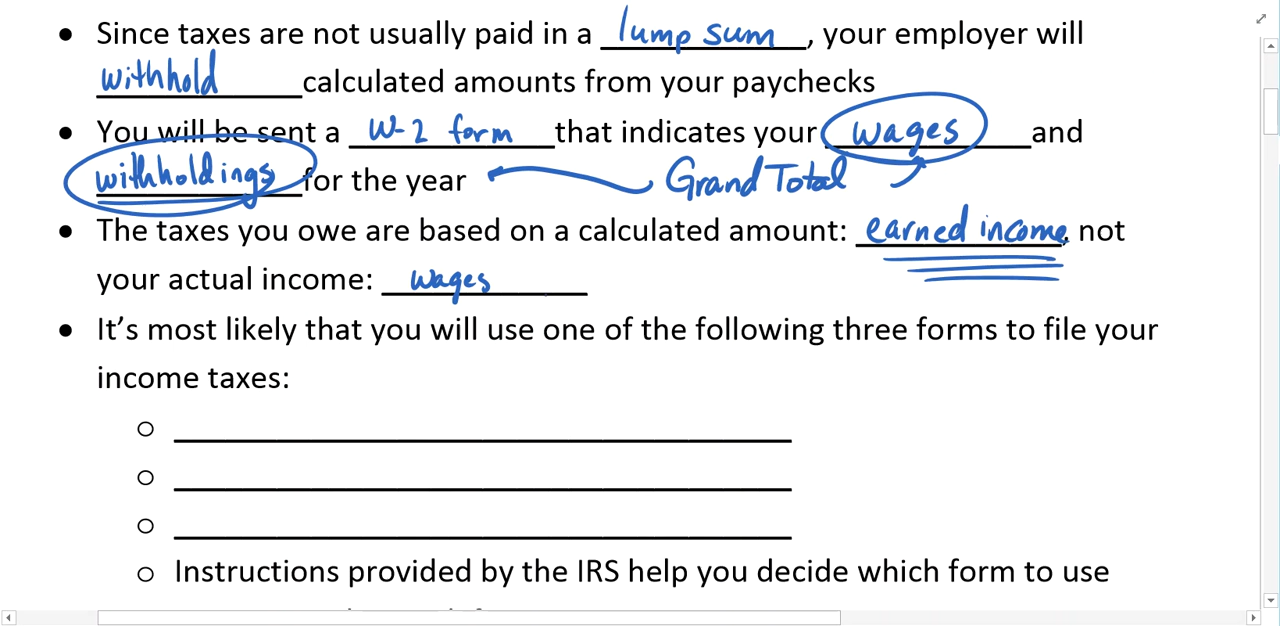 • Since taxes are not usually paid in a lump sum, your employer will
withhold calculated amounts from your paychecks
• You will be sent a W-2 form that indicates your wages and
withholdings for the year Grand Total
• The taxes you owe are based on a calculated amount: earned income, not
your actual income: wages
• It's most likely that you will use one of the following three forms to file your
income taxes:
○ ____________
○ ____________
○ ____________
○ Instructions provided by the IRS help you decide which form to use